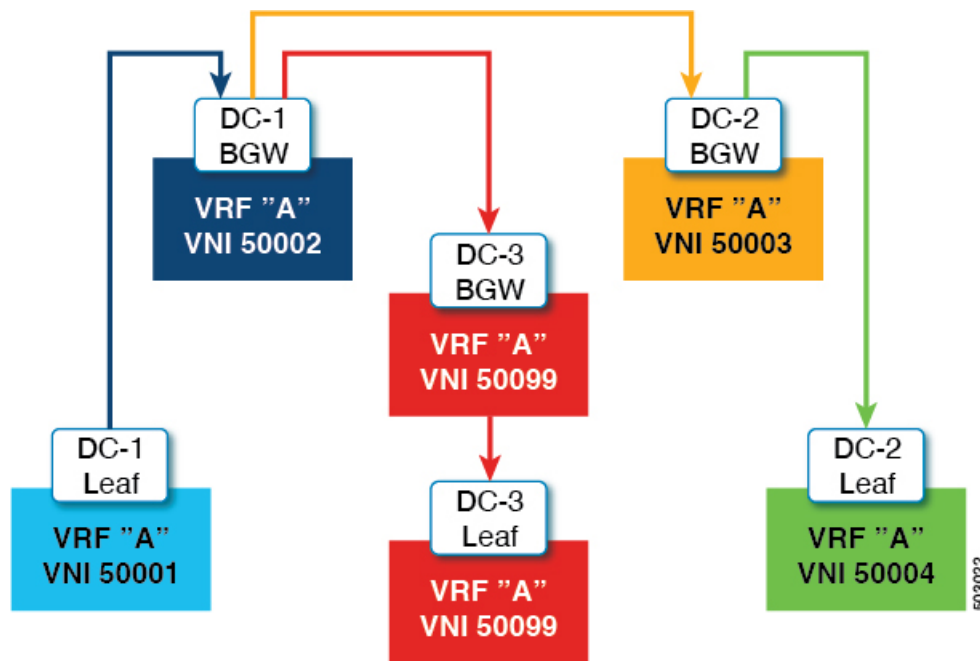 DC-1
BGW
VRF ”A”
VNI 50002
DC-2
BGW
VRF ”A”
VNI 50003
DC-3
BGW
VRF ”A”
VNI 50099
DC-1
Leaf
VRF ”A”
VNI 50001
DC-3
Leaf
VRF ”A”
VNI 50099
DC-2
Leaf
VRF ”A”
VNI 50004
503022